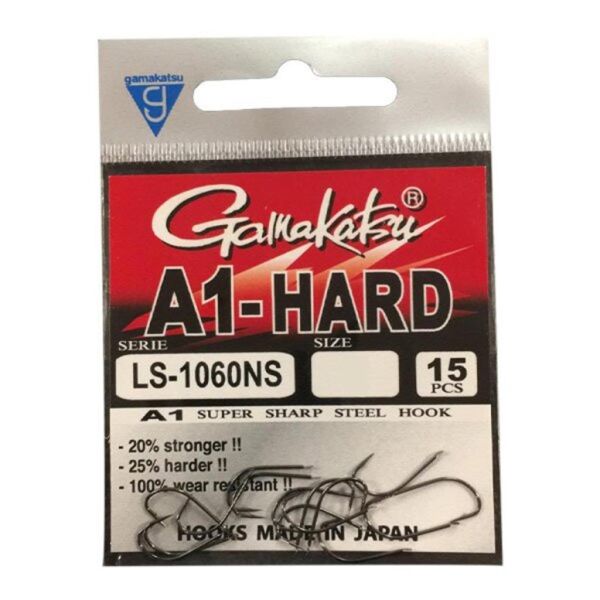 gamakatsu
Gamakatsu®
A1-HARD
SERIE SIZE
LS-1060NS 15
PCS
A1 SUPER SHARP STEEL HOOK
- 20% stronger !!
- 25% harder !!
- 100% wear resistant !!
HOOKS MADE IN JAPAN